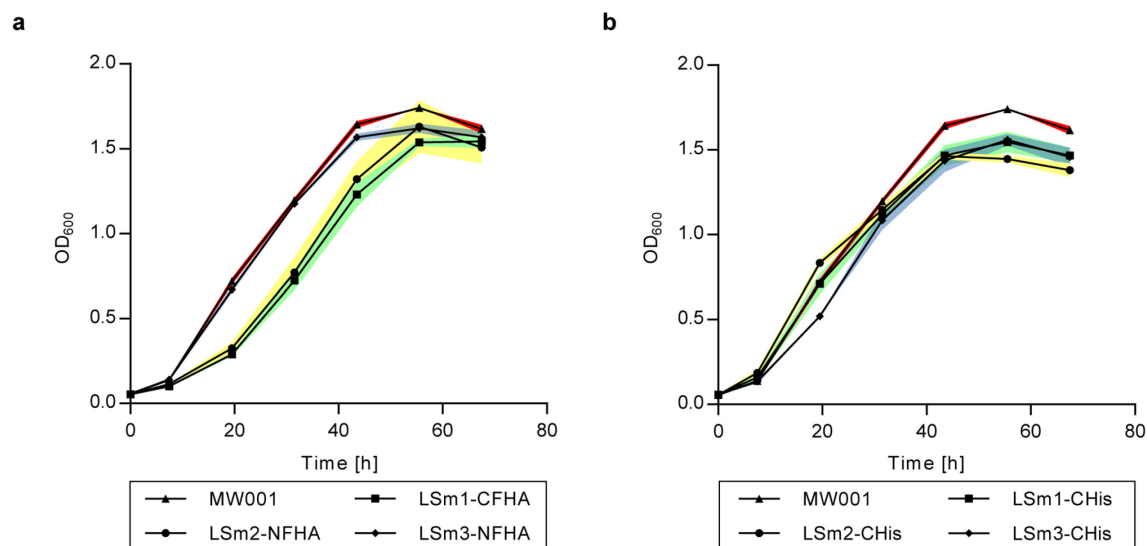 a
2.0
1.5
1.0
0.5
0.0
OD600
0 20 40 60 80
Time [h]
MW001 LSm1-CFHA
LSm2-NFHA LSm3-NFHA
b
2.0
1.5
1.0
0.5
0.0
OD600
0 20 40 60 80
Time [h]
MW001 LSm1-CHis
LSm2-CHis LSm3-CHis